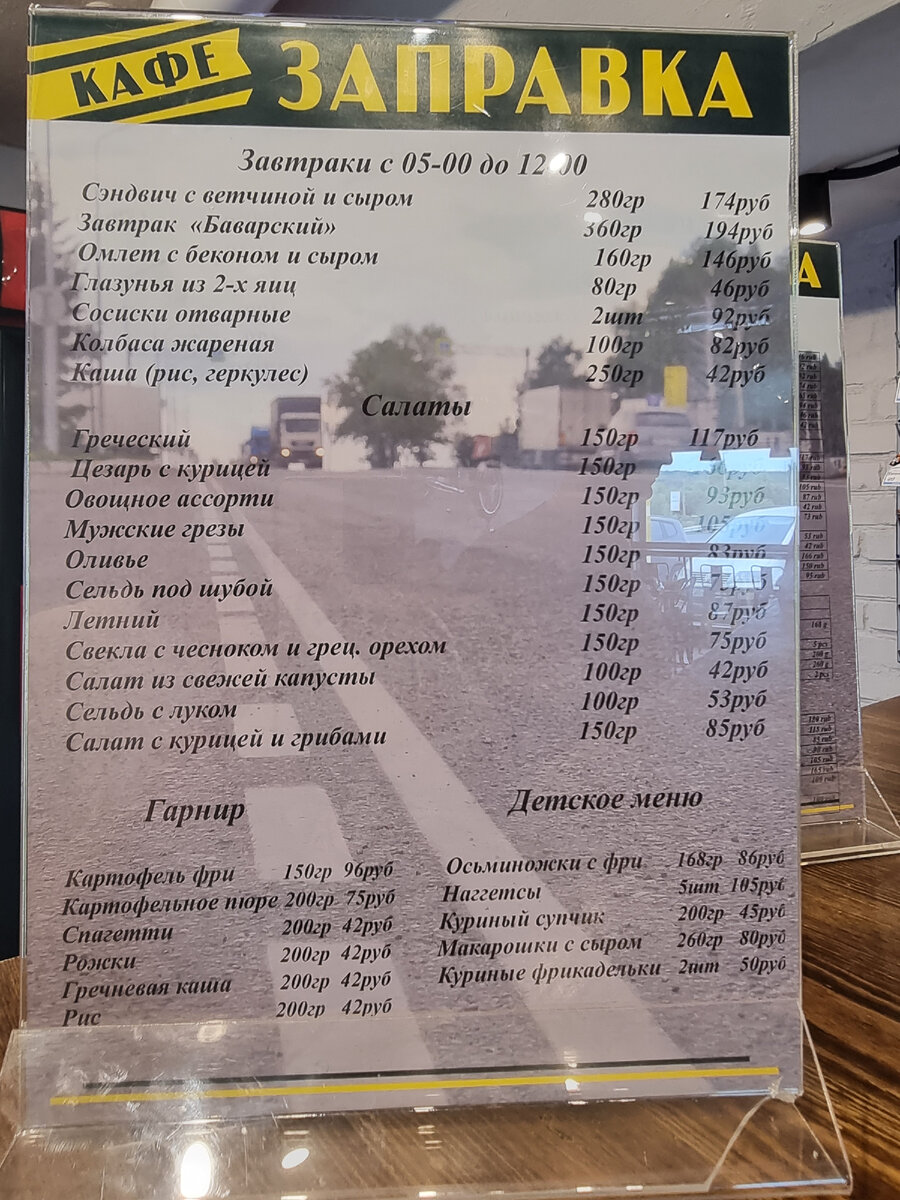 КАФЕ ЗАПРАВКА
Завтраки с 05-00 до 12-00
Сэндвич с ветчиной и сыром 280гр 174руб
Завтрак «Баварский» 360гр 194руб
Омлет с беконом и сыром 160гр 146руб
Глазунья из 2-х яиц 80гр 46руб
Сосиски отварные 2шт 92руб
Колбаса жареная 100гр 82руб
Каша (рис, геркулес) 250гр 42руб
Салаты
Греческий 150гр 117руб
Цезарь с курицей 150гр
Овощное ассорти 150гр 93руб
Мужские грезы 150гр 105руб
Оливье 150гр 83руб
Сельдь под шубой 150гр
Летний 150гр 87руб
Свекла с чесноком и грец. орехом 150гр 75руб
Салат из свежей капусты 100гр 42руб
Сельдь с луком 100гр 53руб
Салат с курицей и грибами 150гр 85руб
Гарнир
Картофель фри 150гр 96руб
Картофельное пюре 200гр 75руб
Спагетти 200гр 42руб
Рожки 200гр 42руб
Гречневая каша 200гр 42руб
Рис 200гр 42руб
Детское меню
Осьминожки с фри 168гр 86руб
Наггетсы 5шт 105руб
Куриный супчик 200гр 45руб
Макарошки с сыром 260гр 80руб
Куриные фрикадельки 2шт 50руб